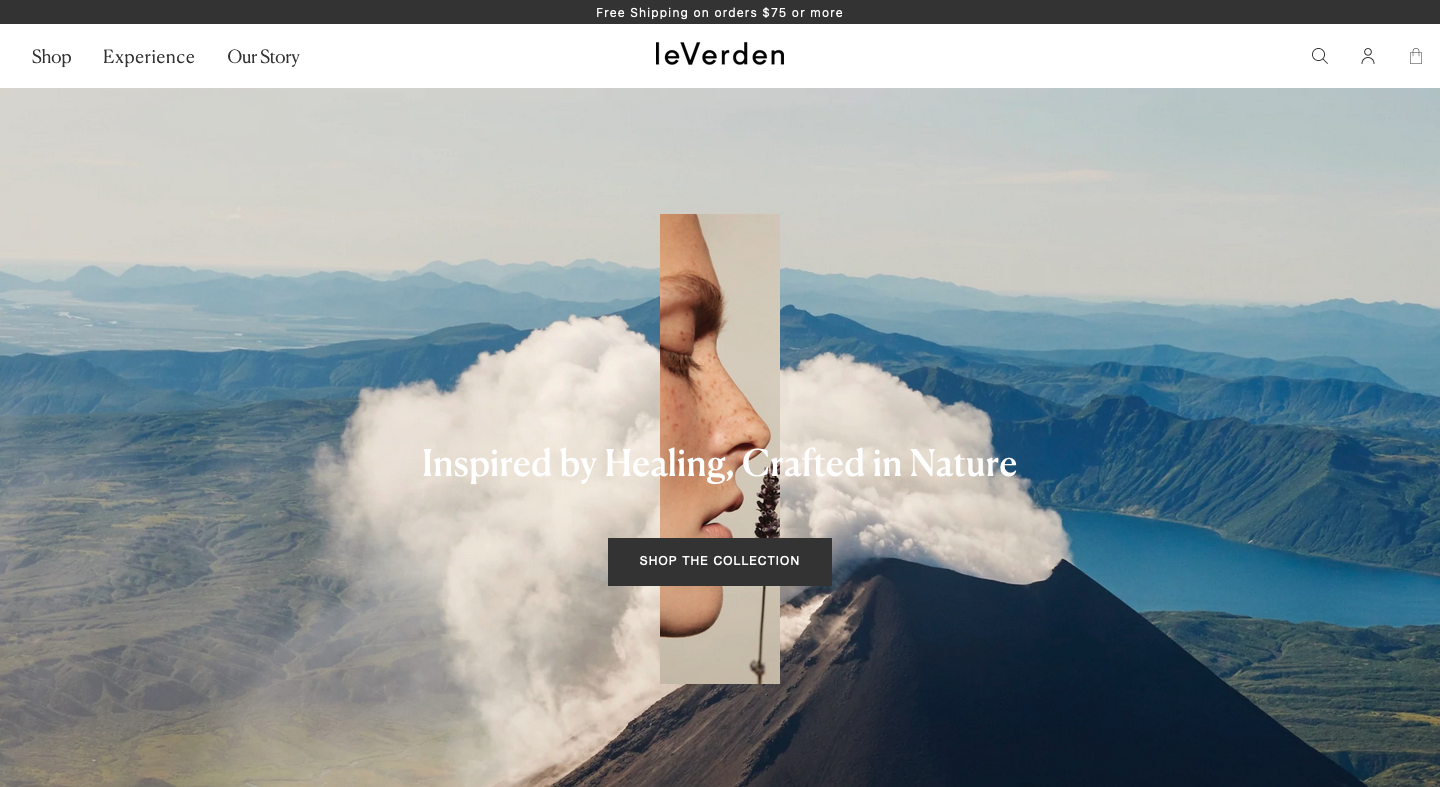 Free Shipping on orders $75 or more
Shop Experience Our Story leVerden
Inspired by Healing, Crafted in Nature
SHOP THE COLLECTION